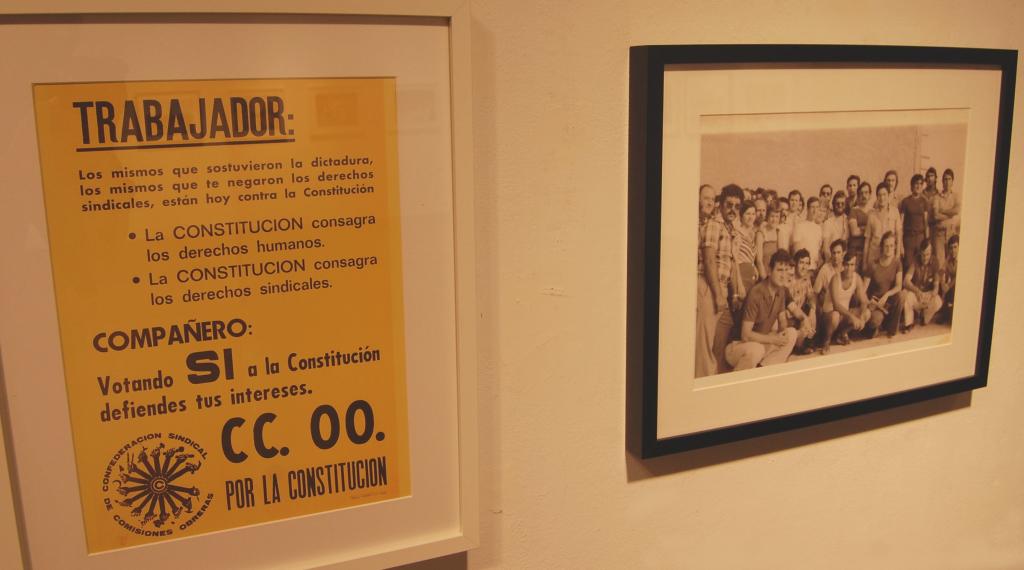 TRABAJADOR:
Los mismos que sostuvieron la dictadura,
los mismos que te negaron los derechos
sindicales, están hoy contra la Constitución
• La CONSTITUCION consagra
los derechos humanos.
• La CONSTITUCION consagra
los derechos sindicales.
COMPAÑERO:
Votando SI a la Constitución
defiendes tus intereses.
CC. OO.
POR LA CONSTITUCION
CONFEDERACION SINDICAL
DE COMISIONES OBRERAS